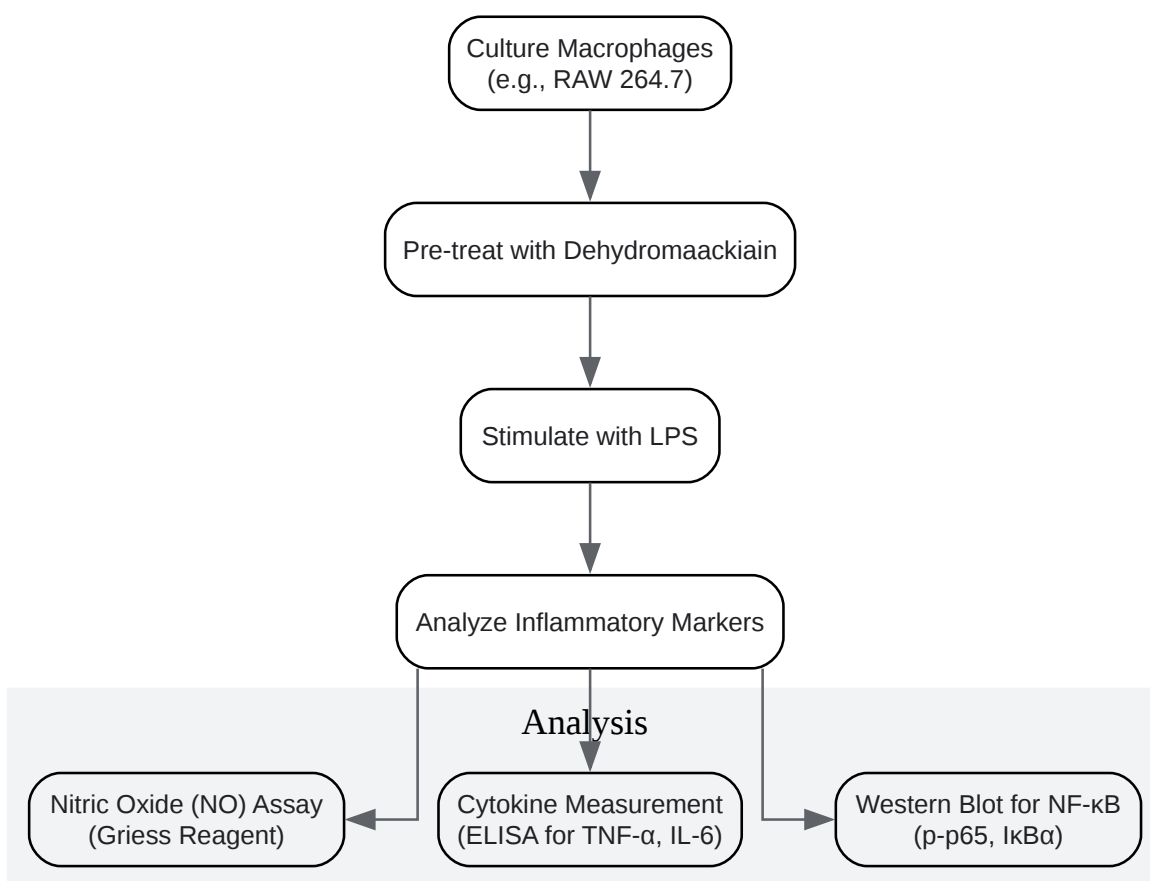 Culture Macrophages
(e.g., RAW 264.7)
Pre-treat with Dehydromaackiain
Stimulate with LPS
Analyze Inflammatory Markers
Analysis
Nitric Oxide (NO) Assay
(Griess Reagent)
Cytokine Measurement
(ELISA for TNF-α, IL-6)
Western Blot for NF-κB
(p-p65, IκBα)